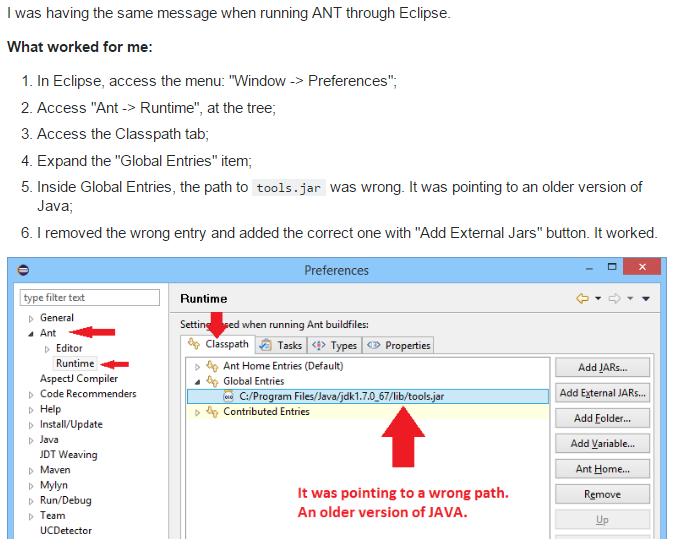 I was having the same message when running ANT through Eclipse.
What worked for me:
1. In Eclipse, access the menu: "Window -> Preferences";
2. Access "Ant -> Runtime", at the tree;
3. Access the Classpath tab;
4. Expand the "Global Entries" item;
5. Inside Global Entries, the path to tools.jar was wrong. It was pointing to an older version of
Java;
6. I removed the wrong entry and added the correct one with "Add External Jars" button. It worked.
Preferences
type filter text
General
Ant
Editor
Runtime
AspectJ Compiler
Code Recommenders
Help
Install/Update
Java
JDT Weaving
Maven
Mylyn
Run/Debug
Team
UCDetector
Runtime
used when running Ant buildfiles:
Classpath
Tasks
Types
Properties
Ant Home Entries (Default)
Global Entries
C:/Program Files/Java/jdk1.7.0_67/lib/tools.jar
Contributed Entries
It was pointing to a wrong path.
An older version of JAVA.
Add JARs...
Add External JARs...
Add Folder...
Add Variable...
Ant Home...
Remove
Up